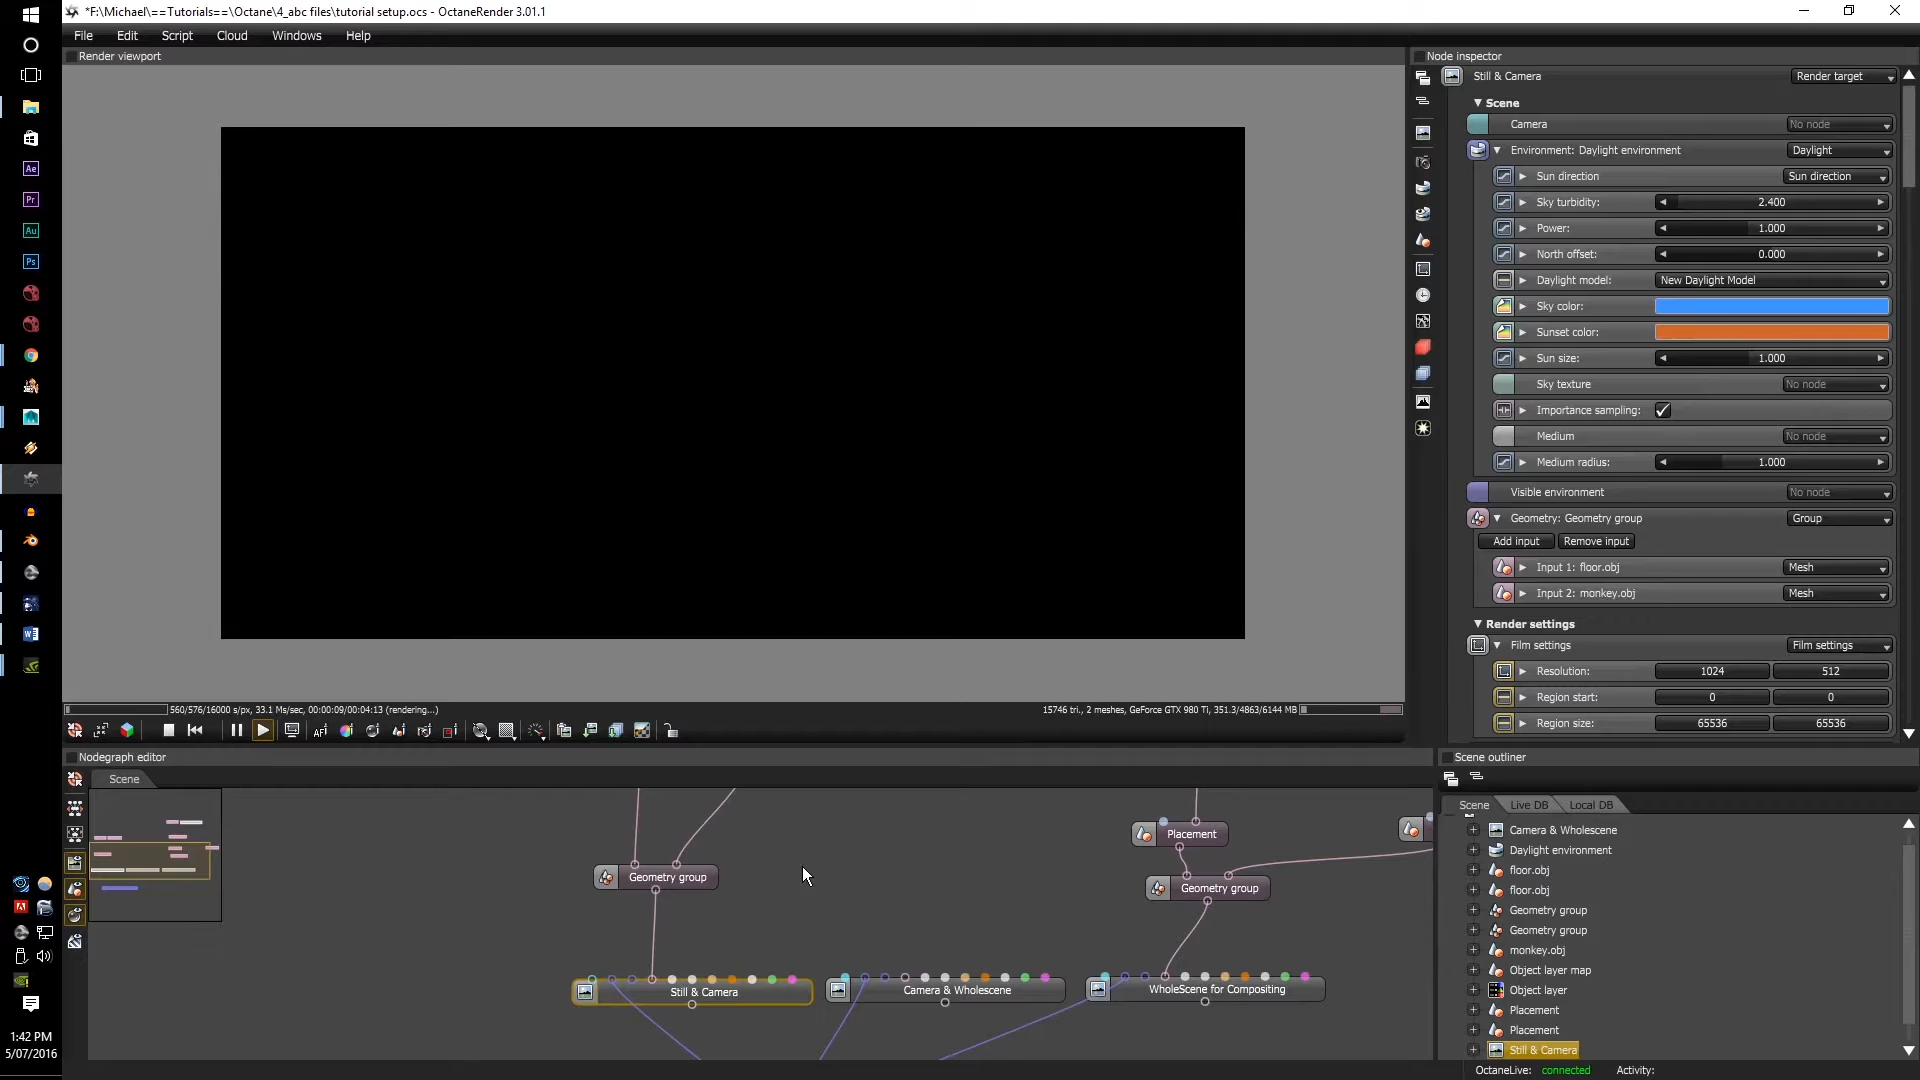 *F:\Michael\==Tutorials==\Octane\4_abc files\tutorial setup.ocs - OctaneRender 3.01.1
File Edit Script Cloud Windows Help
Render viewport
Node inspector
Still & Camera Render target
Scene
Camera No node
Environment: Daylight environment Daylight
Sun direction Sun direction
Sky turbidity: 2.400
Power: 1.000
North offset: 0.000
Daylight model: New Daylight Model
Sky color:
Sunset color:
Sun size: 1.000
Sky texture No node
Importance sampling:
Medium No node
Medium radius: 1.000
Visible environment No node
Geometry: Geometry group Group
Add input Remove input
Input 1: floor.obj Mesh
Input 2: monkey.obj Mesh
Render settings
Film settings Film settings
Resolution: 1024 512
Region start: 0 0
Region size: 65536 65536
560/576/16000 s/px, 33.1 Ms/sec, 00:00:09/00:04:13 (rendering...)
15746 tri., 2 meshes, GeForce GTX 980 Ti, 351.3/4863/6144 MB
Nodegraph editor
Scene
Placement
Geometry group
Geometry group
Still & Camera
Camera & Wholescene
WholeScene for Compositing
Scene outliner
Scene Live DB Local DB
Camera & Wholescene
Daylight environment
floor.obj
floor.obj
Geometry group
Geometry group
monkey.obj
Object layer map
Object layer
Placement
Placement
Still & Camera
OctaneLive: connected Activity:
Ae
Pr
Au
Ps
1:42 PM
5/07/2016